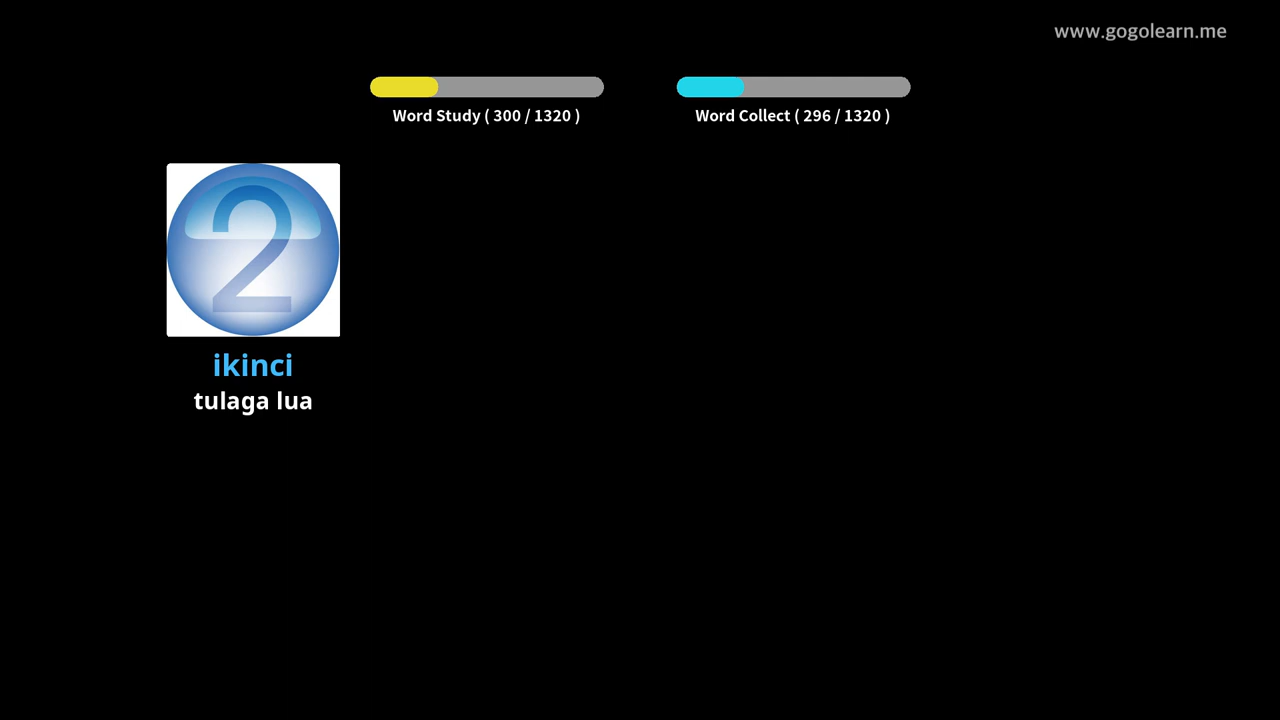 www.gogolearn.me
Word Study ( 300 / 1320 )
Word Collect ( 296 / 1320 )
2
ikinci
tulaga lua